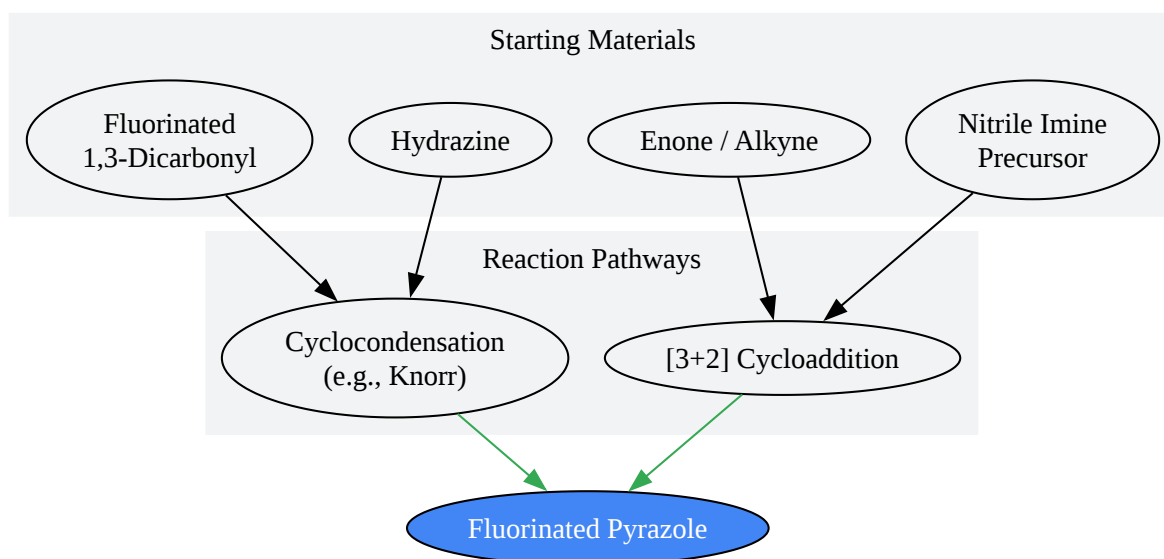 Starting Materials
Fluorinated
1,3-Dicarbonyl
Hydrazine
Enone / Alkyne
Nitrile Imine
Precursor
Reaction Pathways
Cyclocondensation
(e.g., Knorr)
[3+2] Cycloaddition
Fluorinated Pyrazole